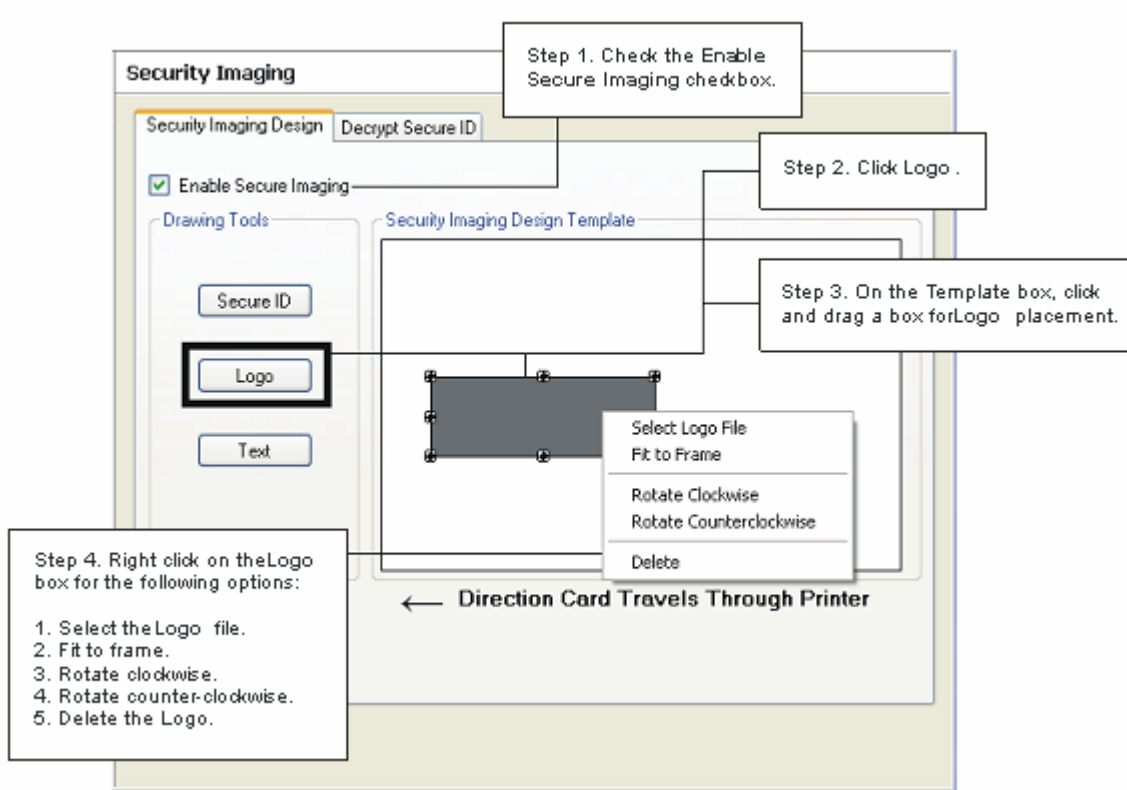 Step 1. Check the Enable
Secure Imaging checkbox.
Security Imaging
Security Imaging Design
Decrypt Secure ID
Step 2. Click Logo .
Enable Secure Imaging
Drawing Tools
Security Imaging Design Template
Secure ID
Step 3. On the Template box, click
and drag a box forLogo placement.
Logo
Text
Select Logo File
Fit to Frame
Rotate Clockwise
Rotate Counterclockwise
Delete
Step 4. Right click on theLogo
box for the following options:
1. Select theLogo file.
2. Fit to frame.
3. Rotate clockwise.
4. Rotate counter-clockwise.
5. Delete the Logo.
← Direction Card Travels Through Printer